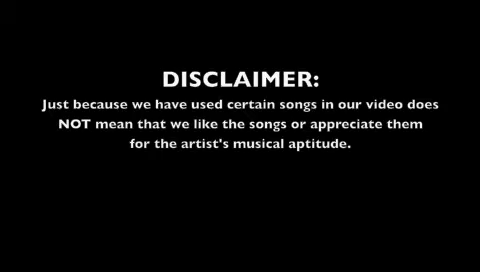 DISCLAIMER:
Just because we have used certain songs in our video does
NOT mean that we like the songs or appreciate them
for the artist's musical aptitude.